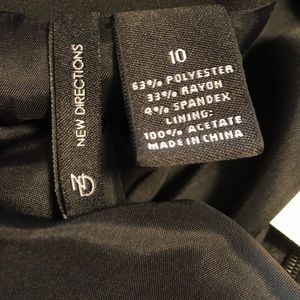 NEW DIRECTIONS
ND
10
63% POLYESTER
33% RAYON
4% SPANDEX
LINING:
100% ACETATE
MADE IN CHINA